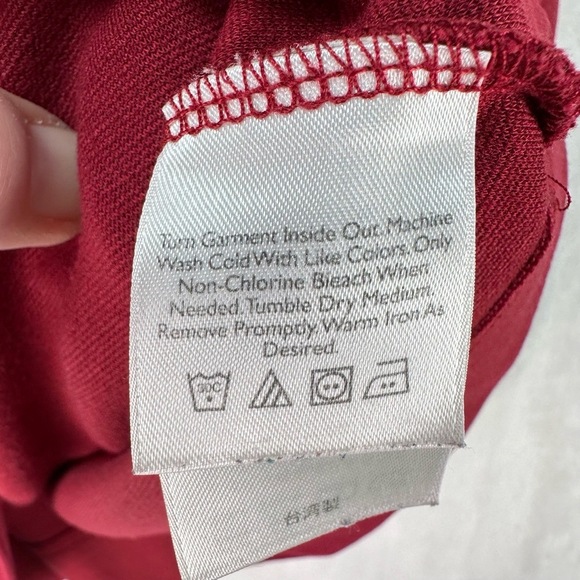 Turn Garment Inside Out. Machine
Wash Cold With Like Colors. Only
Non-Chlorine Bleach When
Needed. Tumble Dry Medium.
Remove Promptly. Warm Iron As
Desired.
30C
台湾製